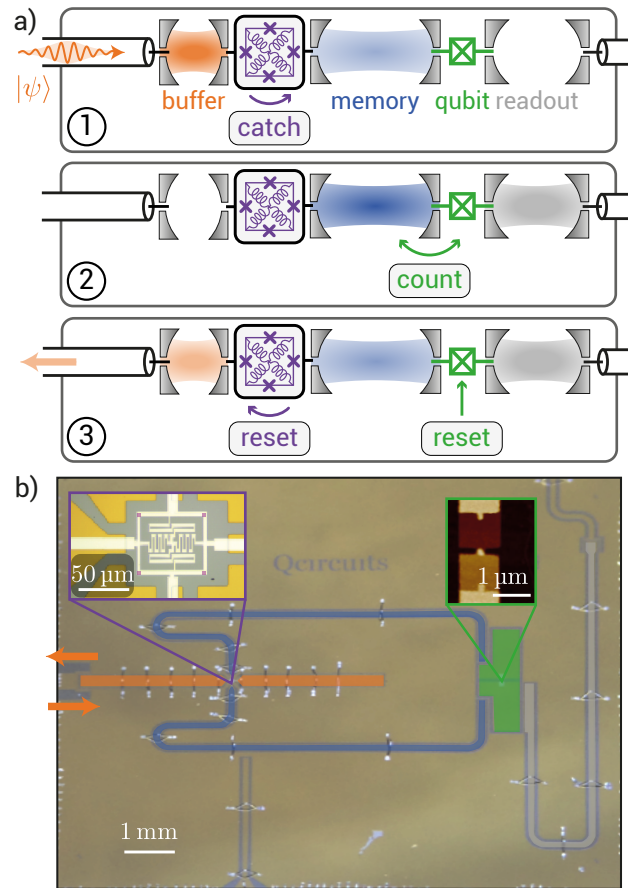 a)
|ψ⟩
buffer
memory
qubit
readout
catch
1
count
2
reset
reset
3
b)
50 µm
Qcircuits
1 µm
1 mm